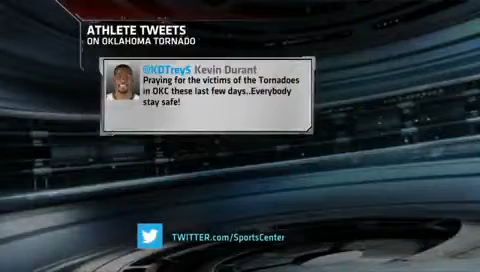 ATHLETE TWEETS
ON OKLAHOMA TORNADO
@KDTrey5 Kevin Durant
Praying for the victims of the Tornadoes
in OKC these last few days..Everybody
stay safe!
TWITTER.com/SportsCenter